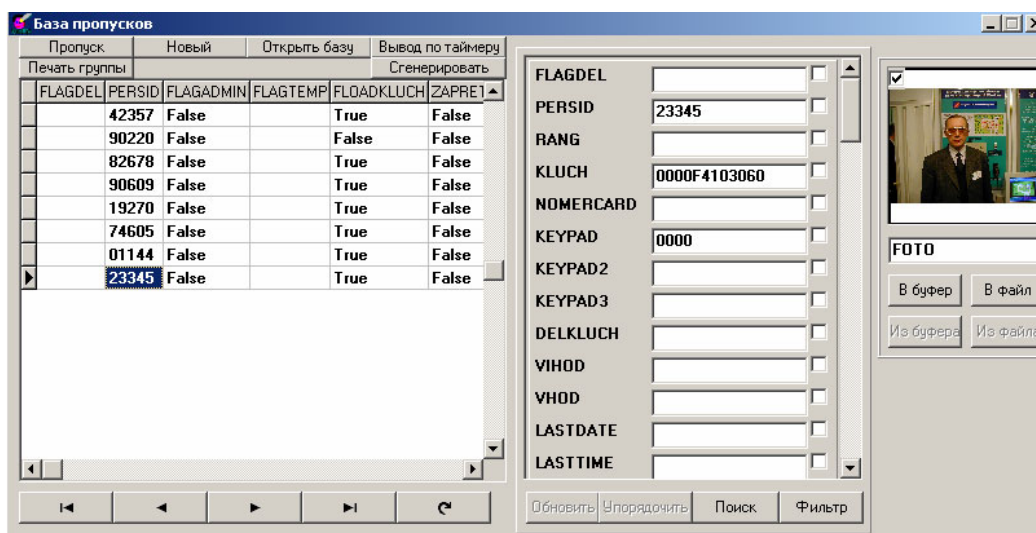 База пропусков
Пропуск Новый Открыть базу Вывод по таймеру
Печать группы Сгенерировать
FLAGDEL PERSID FLAGADMIN FLAGTEMP FLOADKLUCH ZAPRET
42357 False True False
90220 False False False
82678 False True False
90609 False True False
19270 False True False
74605 False True False
01144 False True False
23345 False True False
FLAGDEL
PERSID 23345
RANG
KLUCH 0000F4103060
NOMERCARD
KEYPAD 0000
KEYPAD2
KEYPAD3
DELKLUCH
VIHOD
VHOD
LASTDATE
LASTTIME
Обновить Упорядочить Поиск Фильтр
FOTO
В буфер В файл
Из буфера Из файла